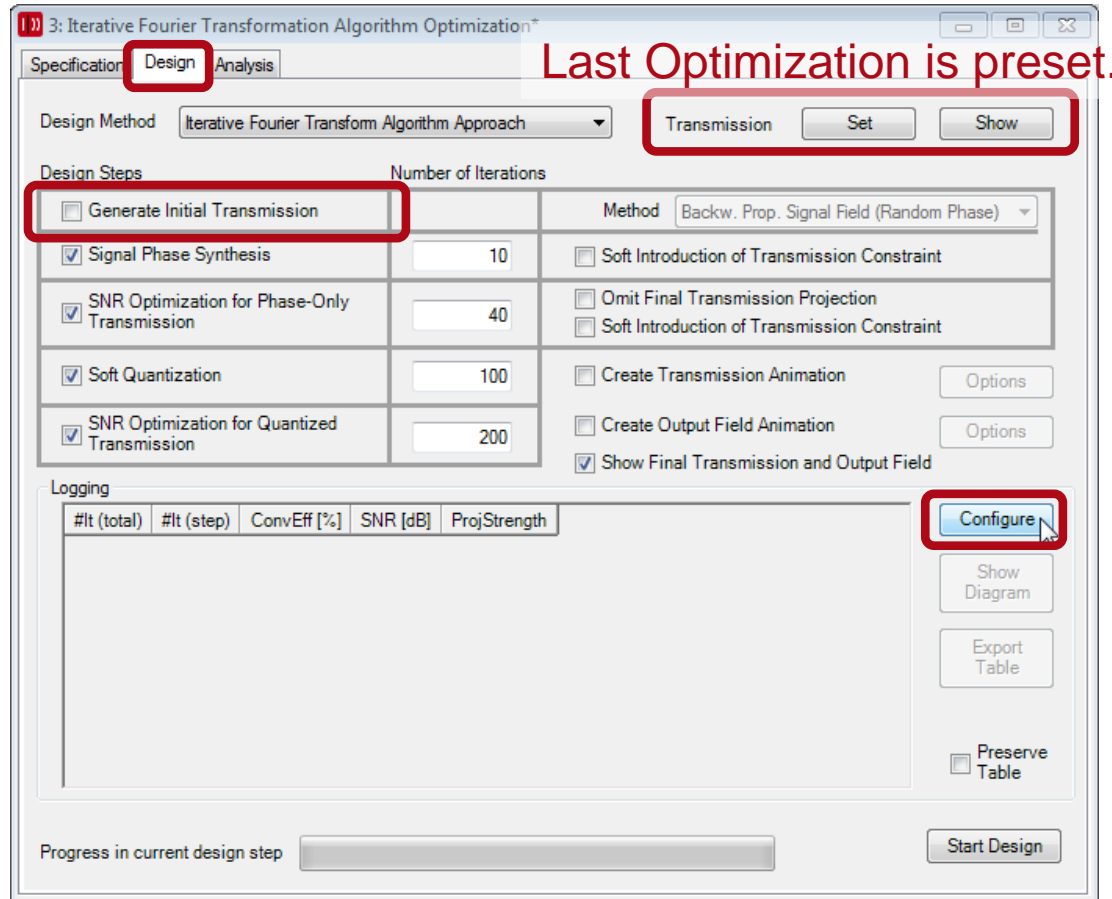 3: Iterative Fourier Transformation Algorithm Optimization*
Last Optimization is preset.
Specification Design Analysis
Design Method Iterative Fourier Transform Algorithm Approach Transmission Set Show
Design Steps Number of Iterations
Generate Initial Transmission Method Backw. Prop. Signal Field (Random Phase)
Signal Phase Synthesis 10 Soft Introduction of Transmission Constraint
SNR Optimization for Phase-Only
Transmission
40
Omit Final Transmission Projection
Soft Introduction of Transmission Constraint
Soft Quantization 100 Create Transmission Animation Options
SNR Optimization for Quantized
Transmission
200
Create Output Field Animation Options
Show Final Transmission and Output Field
Logging
#It (total) #It (step) ConvEff [%] SNR [dB] ProjStrength
Configure
Show
Diagram
Export
Table
Preserve
Table
Progress in current design step Start Design